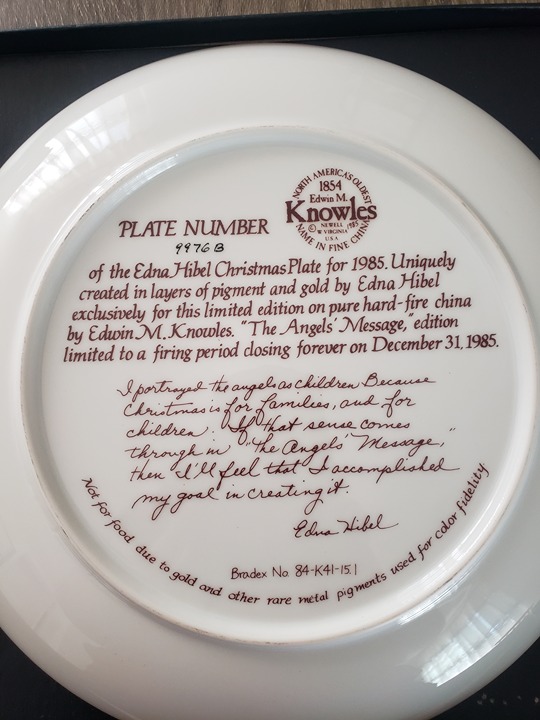 NORTH AMERICA'S OLDEST
1854
Edwin M.
Knowles
© NEWELL 1985
W VIRGINIA
U.S.A.
NAME IN FINE CHINA
PLATE NUMBER
9976B
of the Edna Hibel Christmas Plate for 1985. Uniquely
created in layers of pigment and gold by Edna Hibel
exclusively for this limited edition on pure hard-fire china
by Edwin M. Knowles. "The Angels' Message," edition
limited to a firing period closing forever on December 31, 1985.
I portrayed the angels as children Because
Christmas is for families, and for
children. If that sense comes
through in "The Angels' Message,"
then I'll feel that I accomplished
my goal in creating it.
Edna Hibel
Bradex No. 84-K41-15.1
Not for food due to gold and other rare metal pigments used for color fidelity